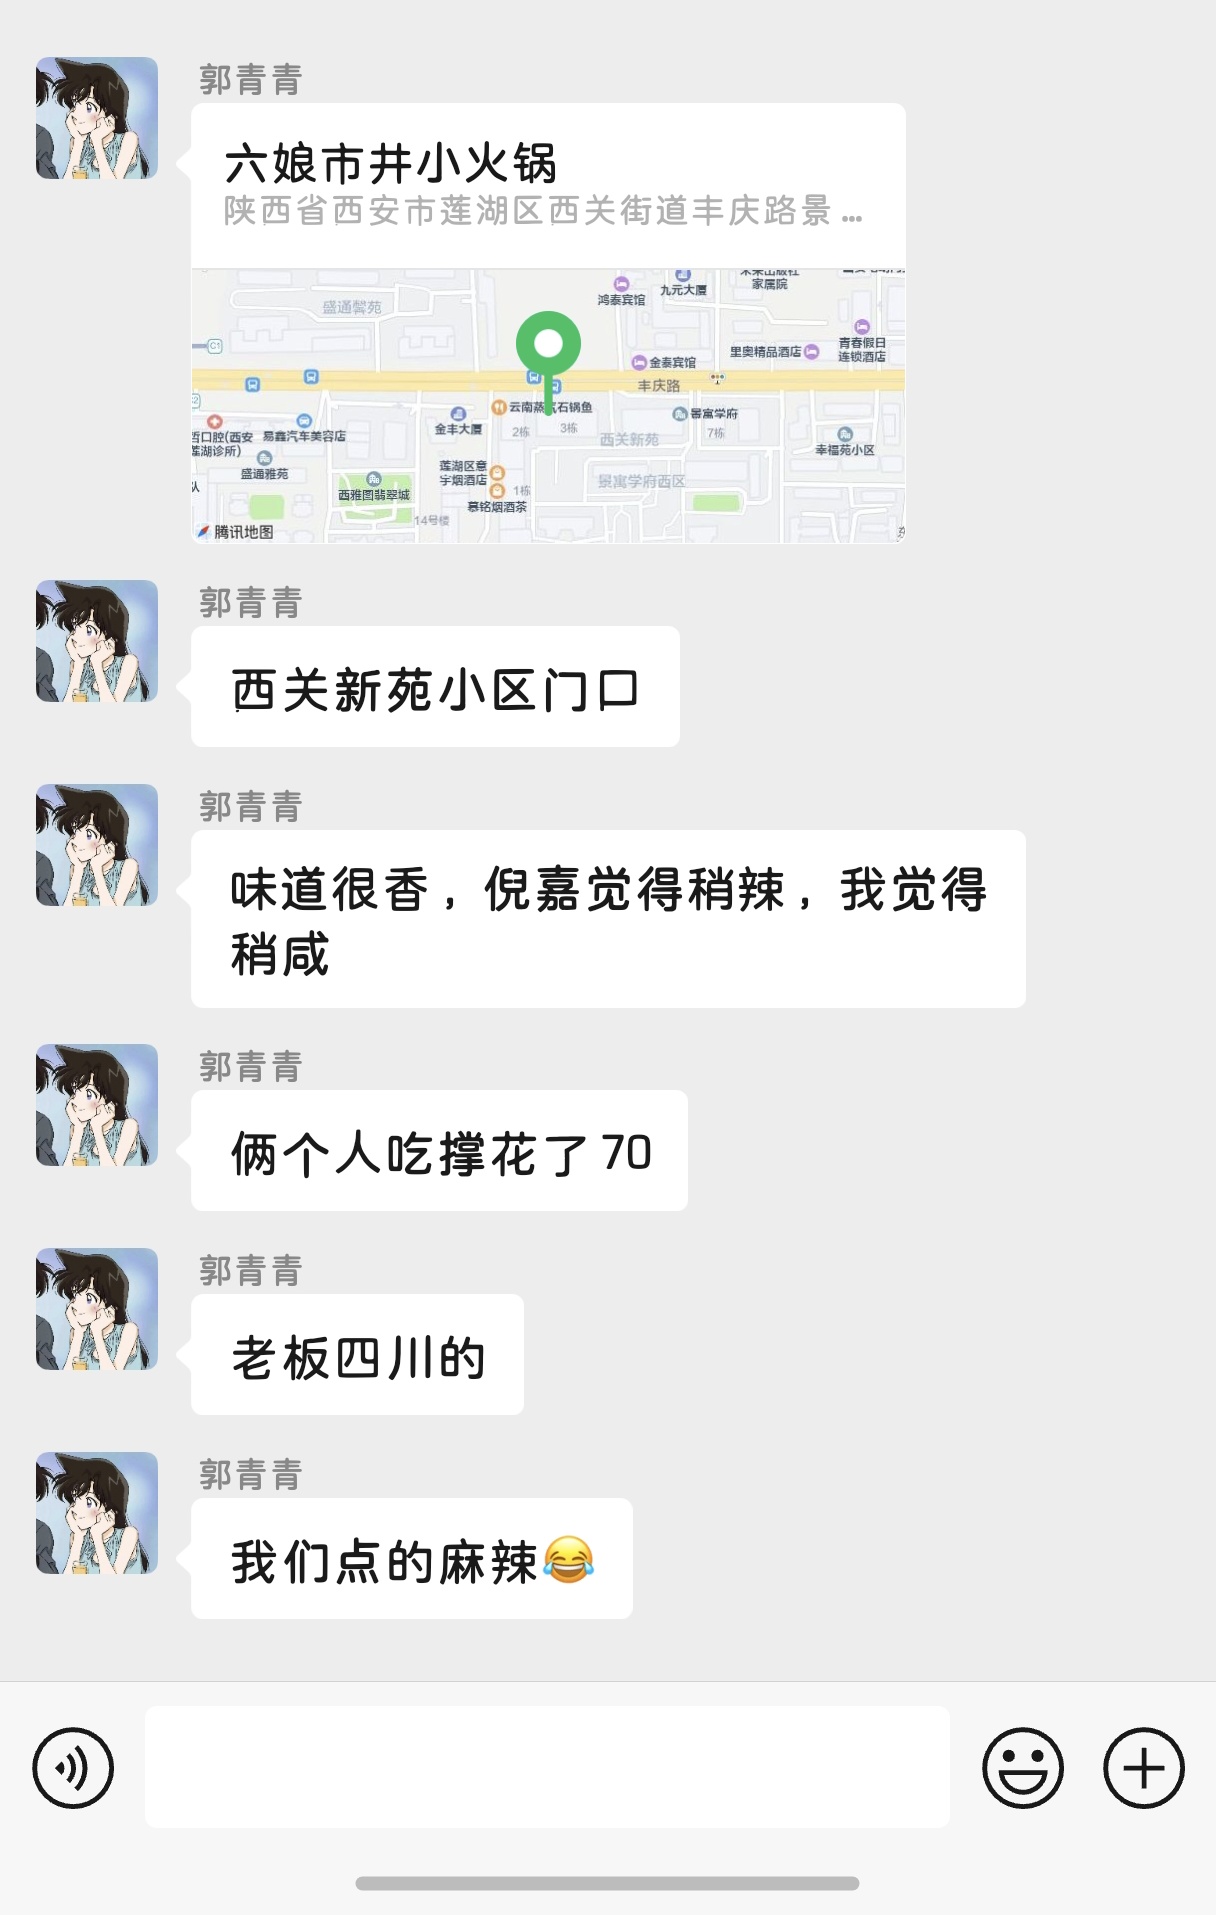 郭青青
六娘市井小火锅
陕西省西安市莲湖区西关街道丰庆路景...
九元大厦
家属院
鸿泰宾馆
盛通馨苑
C1
青春假日
连锁酒店
里奥精品酒店
金泰宾馆
丰庆路
云南蒸汽石锅鱼
景寓学府
金丰大厦
2栋
3栋
7栋
西关新苑
易鑫汽车美容店
哲口腔(西安
莲湖诊所)
幸福苑小区
盛通雅苑
莲湖区意
宇烟酒店
景寓学府西区
西雅图翡翠城
1栋
慕铭烟酒茶
14号楼
腾讯地图
郭青青
西关新苑小区门口
郭青青
味道很香，倪嘉觉得稍辣，我觉得
稍咸
郭青青
俩个人吃撑花了70
郭青青
老板四川的
郭青青
我们点的麻辣😂